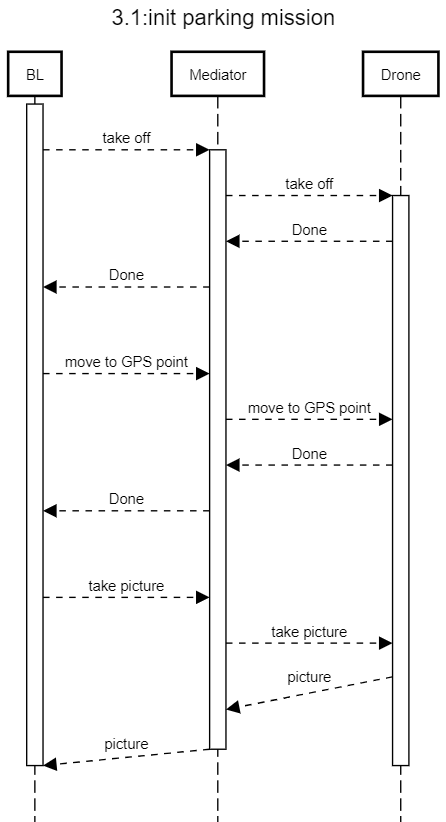 3.1:init parking mission
BL
Mediator
Drone
take off
take off
Done
Done
move to GPS point
move to GPS point
Done
Done
take picture
take picture
picture
picture